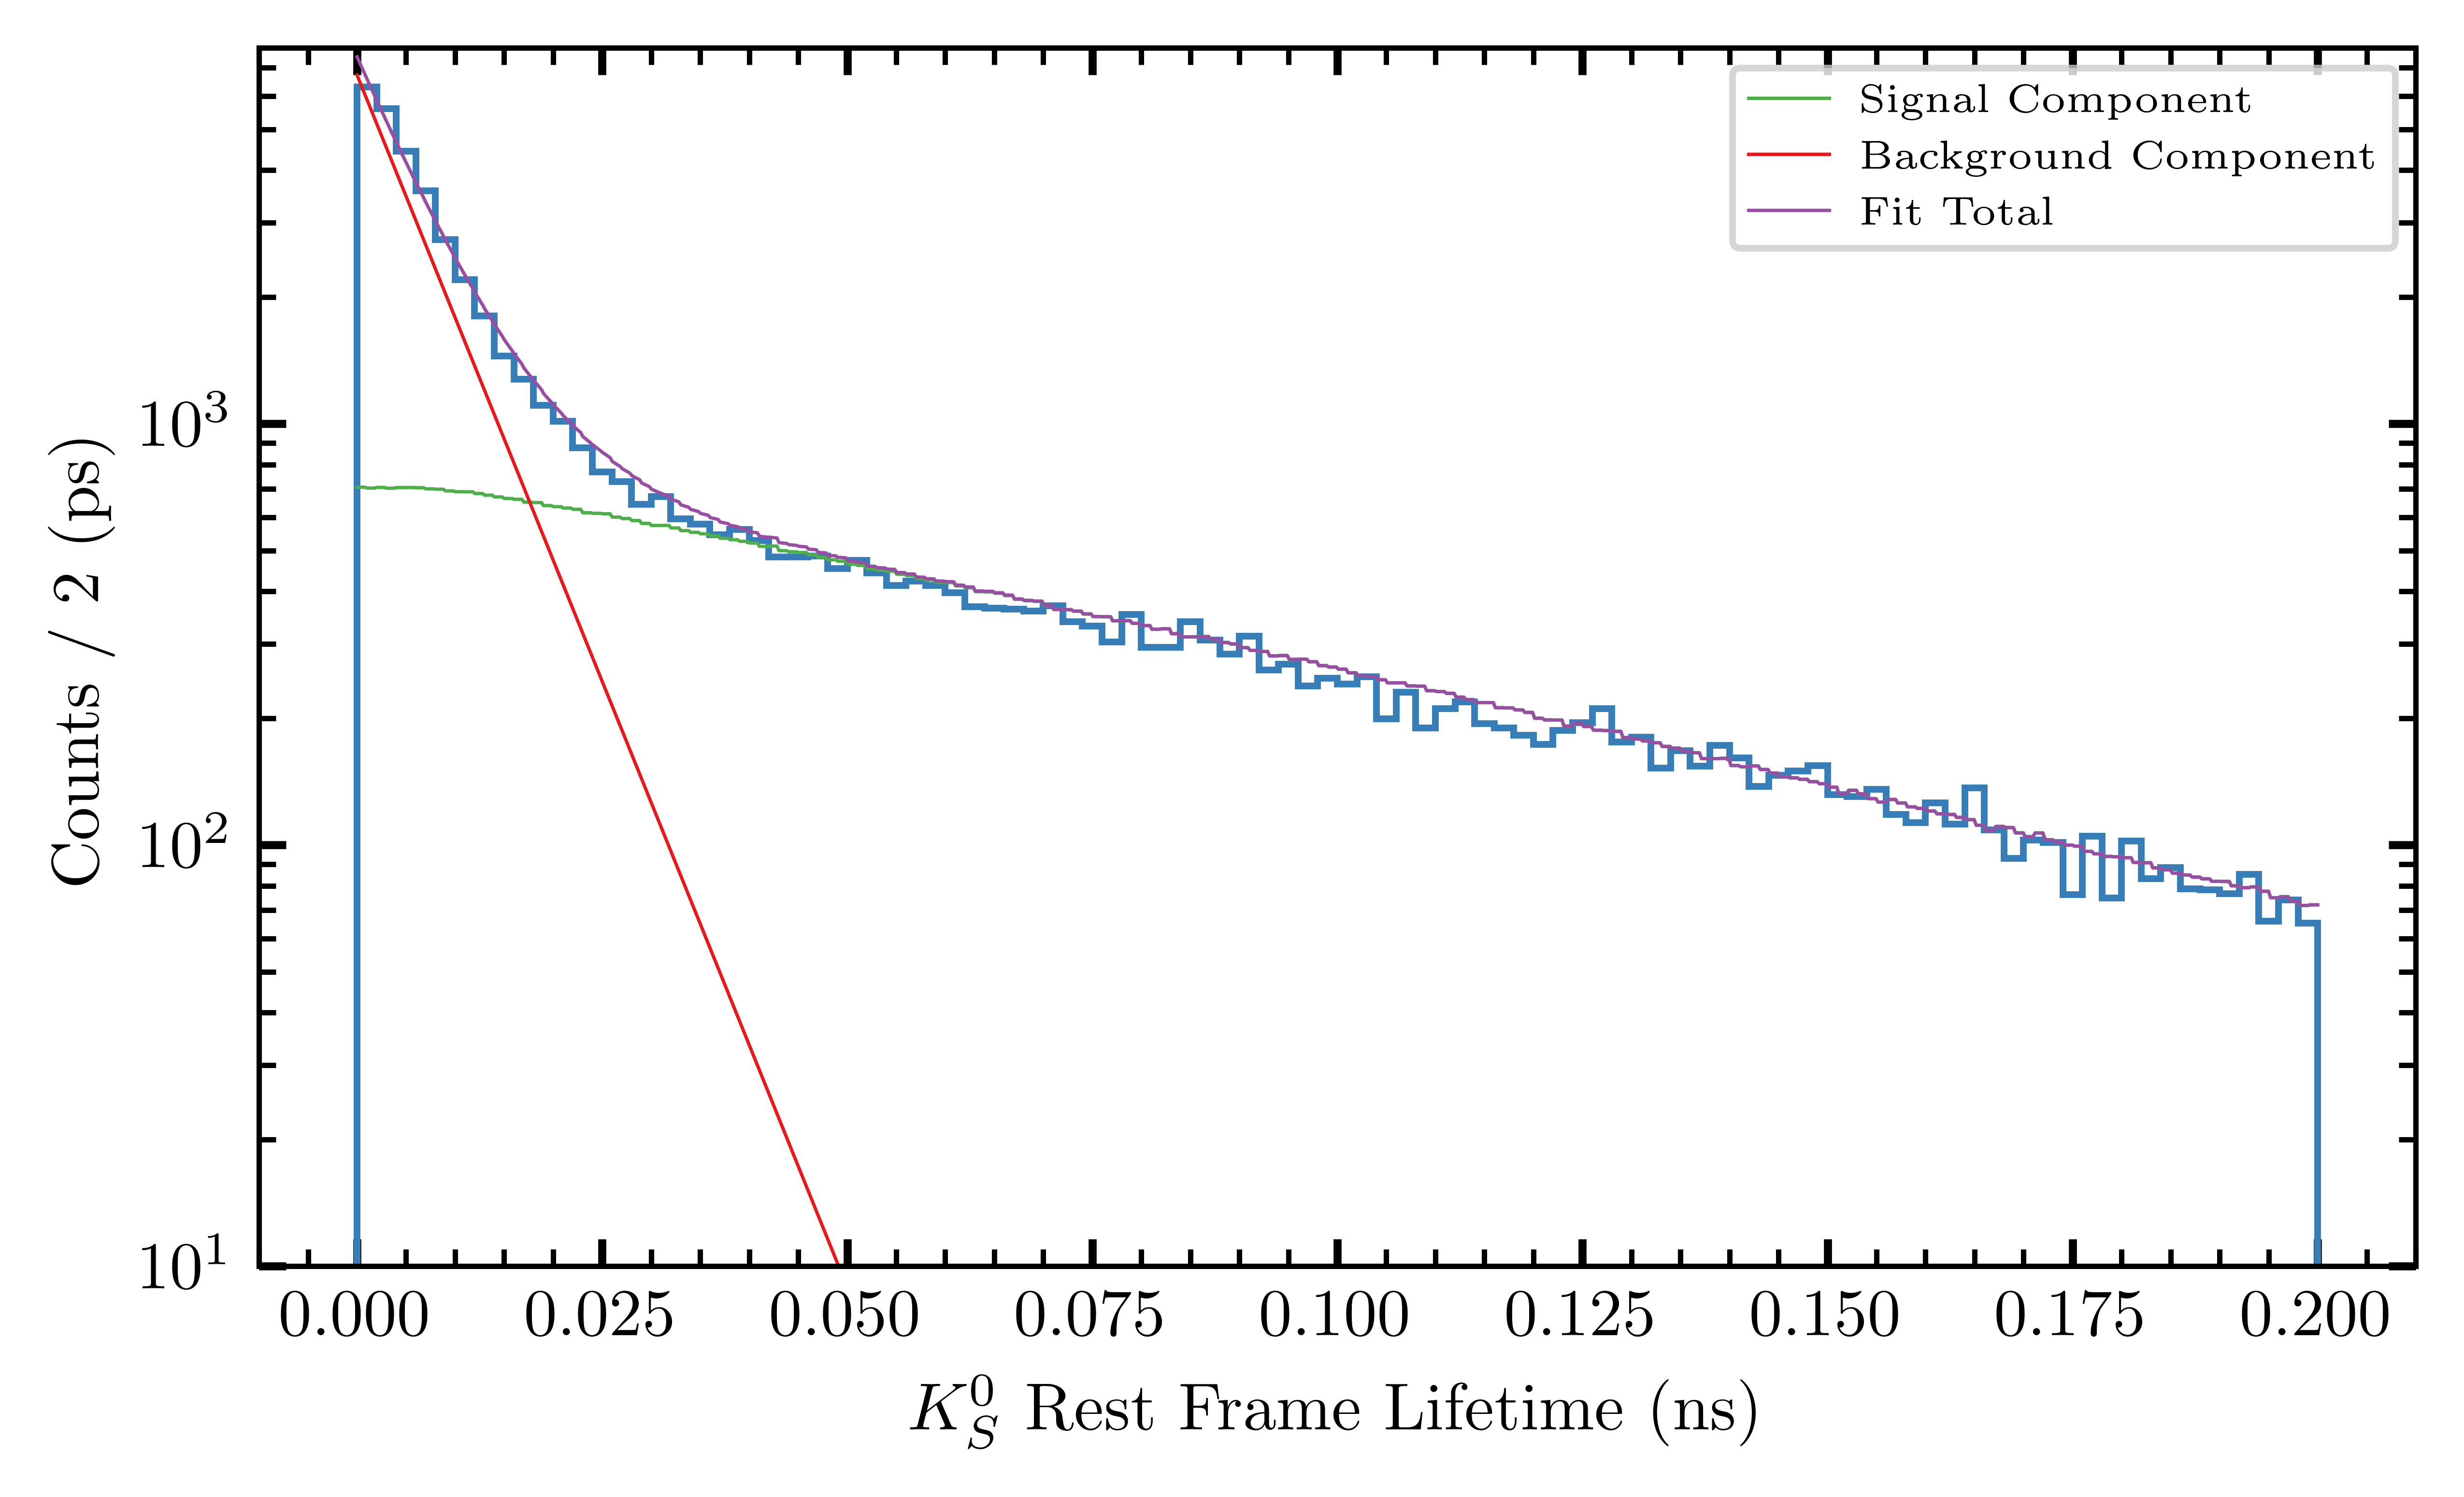 Signal Component
Background Component
Fit Total
Counts / 2 (ps)
10³
10²
10¹
0.000 0.025 0.050 0.075 0.100 0.125 0.150 0.175 0.200
K⁰_S Rest Frame Lifetime (ns)